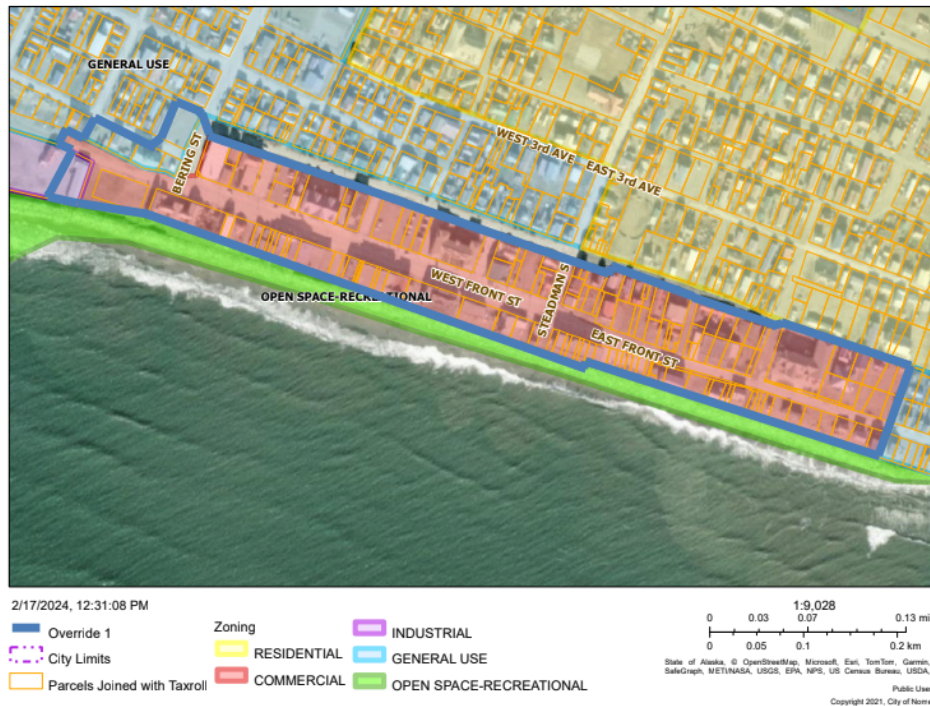 GENERAL USE
WEST 3rd AVE
EAST 3rd AVE
BERING ST
OPEN SPACE-RECREATIONAL
WEST FRONT ST
STEADMAN S
EAST FRONT ST
2/17/2024, 12:31:08 PM
Override 1
City Limits
Parcels Joined with Taxroll
Zoning
RESIDENTIAL
COMMERCIAL
INDUSTRIAL
GENERAL USE
OPEN SPACE-RECREATIONAL
1:9,028
0 0.03 0.07 0.13 mi
0 0.05 0.1 0.2 km
State of Alaska, © OpenStreetMap, Microsoft, Esri, TomTom, Garmin,
SafeGraph, METI/NASA, USGS, EPA, NPS, US Census Bureau, USDA,
Public Use
Copyright 2021, City of Nome